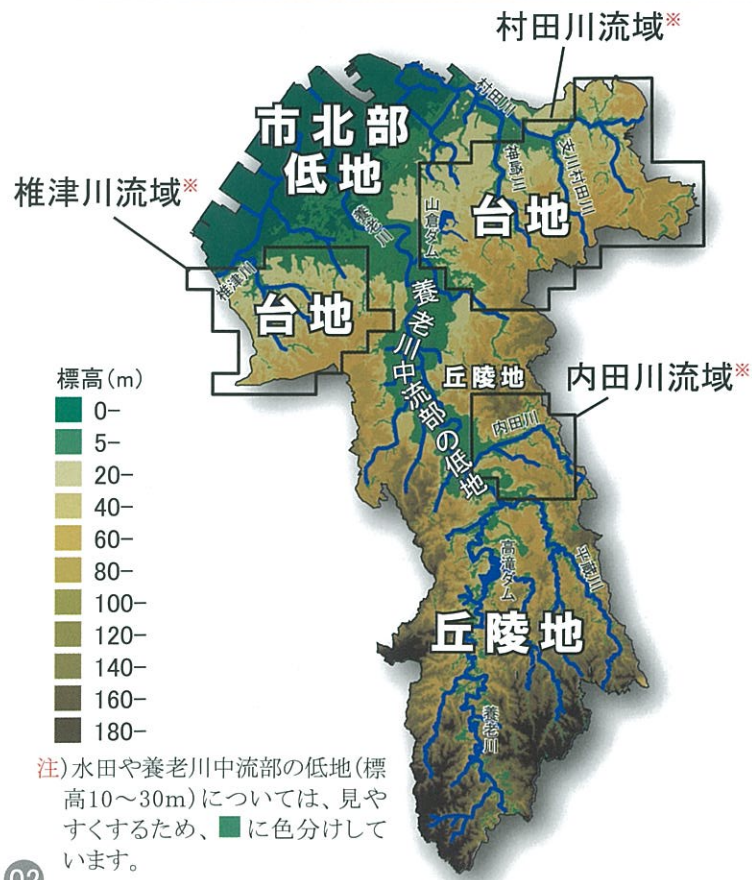 村田川流域※
市北部
低地
村田川
神崎川
支川村田川
椎津川流域※
養老川
山倉ダム
台地
椎津川
台地
養老川中流部の低地
丘陵地
内田川流域※
内田川
標高(m)
0−
5−
20−
40−
60−
80−
100−
120−
140−
160−
180−
高滝ダム
平蔵川
丘陵地
養老川
注)水田や養老川中流部の低地(標
高10〜30m)については、見や
すくするため、■に色分けして
います。
02